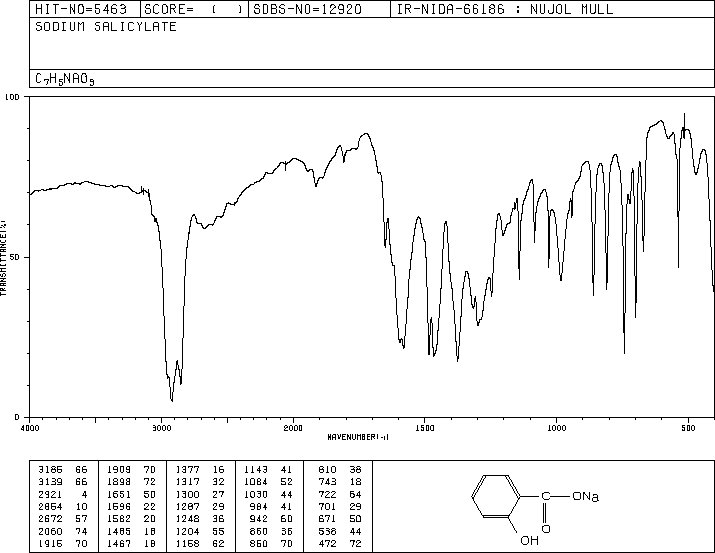 HIT-NO=5463 SCORE= ( ) SDBS-NO=12920 IR-NIDA-66186 : NUJOL MULL
SODIUM SALICYLATE
C7H5NAO3
100
TRANSMITTANCE(%)
50
0
4000 3000 2000 1500 1000 500
WAVENUMBER(-1)
3186 66 1909 70 1377 16 1143 41 810 38
3139 66 1898 72 1317 32 1084 52 743 18
2921 4 1651 50 1300 27 1030 44 722 64
2854 10 1596 22 1287 29 984 41 701 29
2672 57 1582 20 1248 36 942 60 671 50
2060 74 1485 18 1204 55 860 36 538 44
1915 70 1467 18 1158 62 850 70 472 72
C
ONa
O
OH